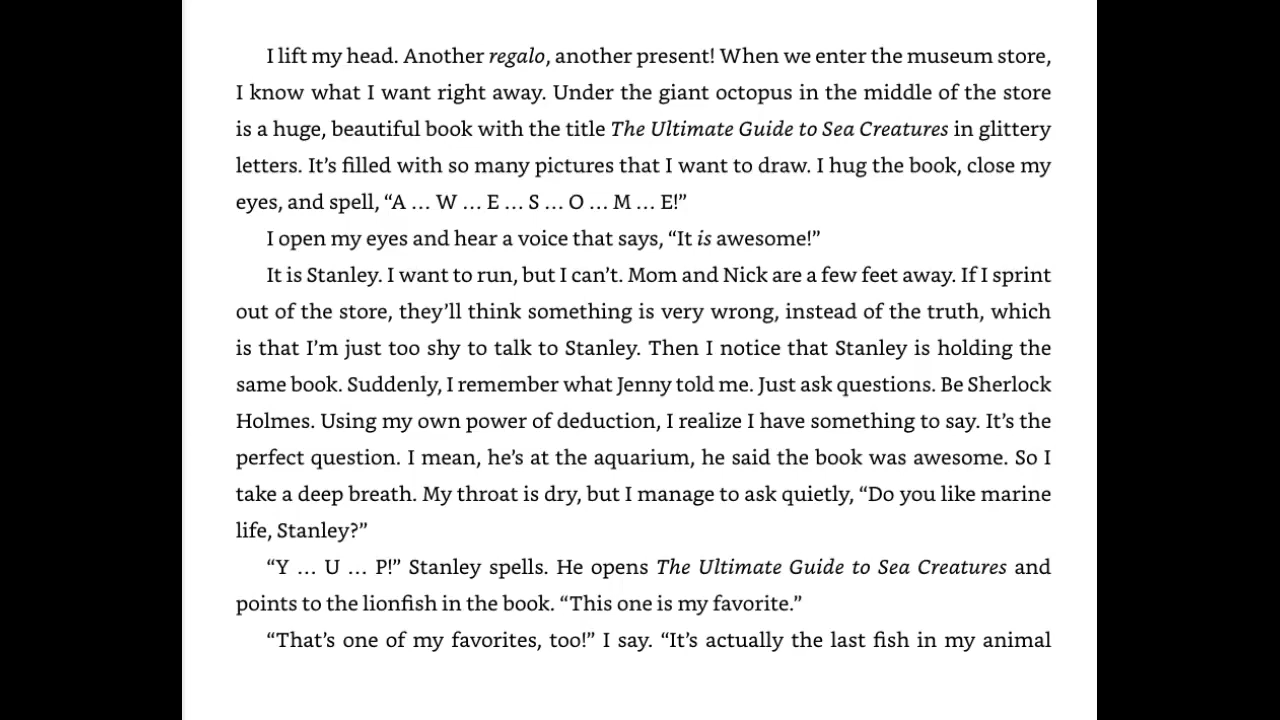 I lift my head. Another regalo, another present! When we enter the museum store,
I know what I want right away. Under the giant octopus in the middle of the store
is a huge, beautiful book with the title The Ultimate Guide to Sea Creatures in glittery
letters. It’s filled with so many pictures that I want to draw. I hug the book, close my
eyes, and spell, “A … W … E … S … O … M … E!”
I open my eyes and hear a voice that says, “It is awesome!”
It is Stanley. I want to run, but I can’t. Mom and Nick are a few feet away. If I sprint
out of the store, they’ll think something is very wrong, instead of the truth, which
is that I’m just too shy to talk to Stanley. Then I notice that Stanley is holding the
same book. Suddenly, I remember what Jenny told me. Just ask questions. Be Sherlock
Holmes. Using my own power of deduction, I realize I have something to say. It’s the
perfect question. I mean, he’s at the aquarium, he said the book was awesome. So I
take a deep breath. My throat is dry, but I manage to ask quietly, “Do you like marine
life, Stanley?”
“Y … U … P!” Stanley spells. He opens The Ultimate Guide to Sea Creatures and
points to the lionfish in the book. “This one is my favorite.”
“That’s one of my favorites, too!” I say. “It’s actually the last fish in my animal